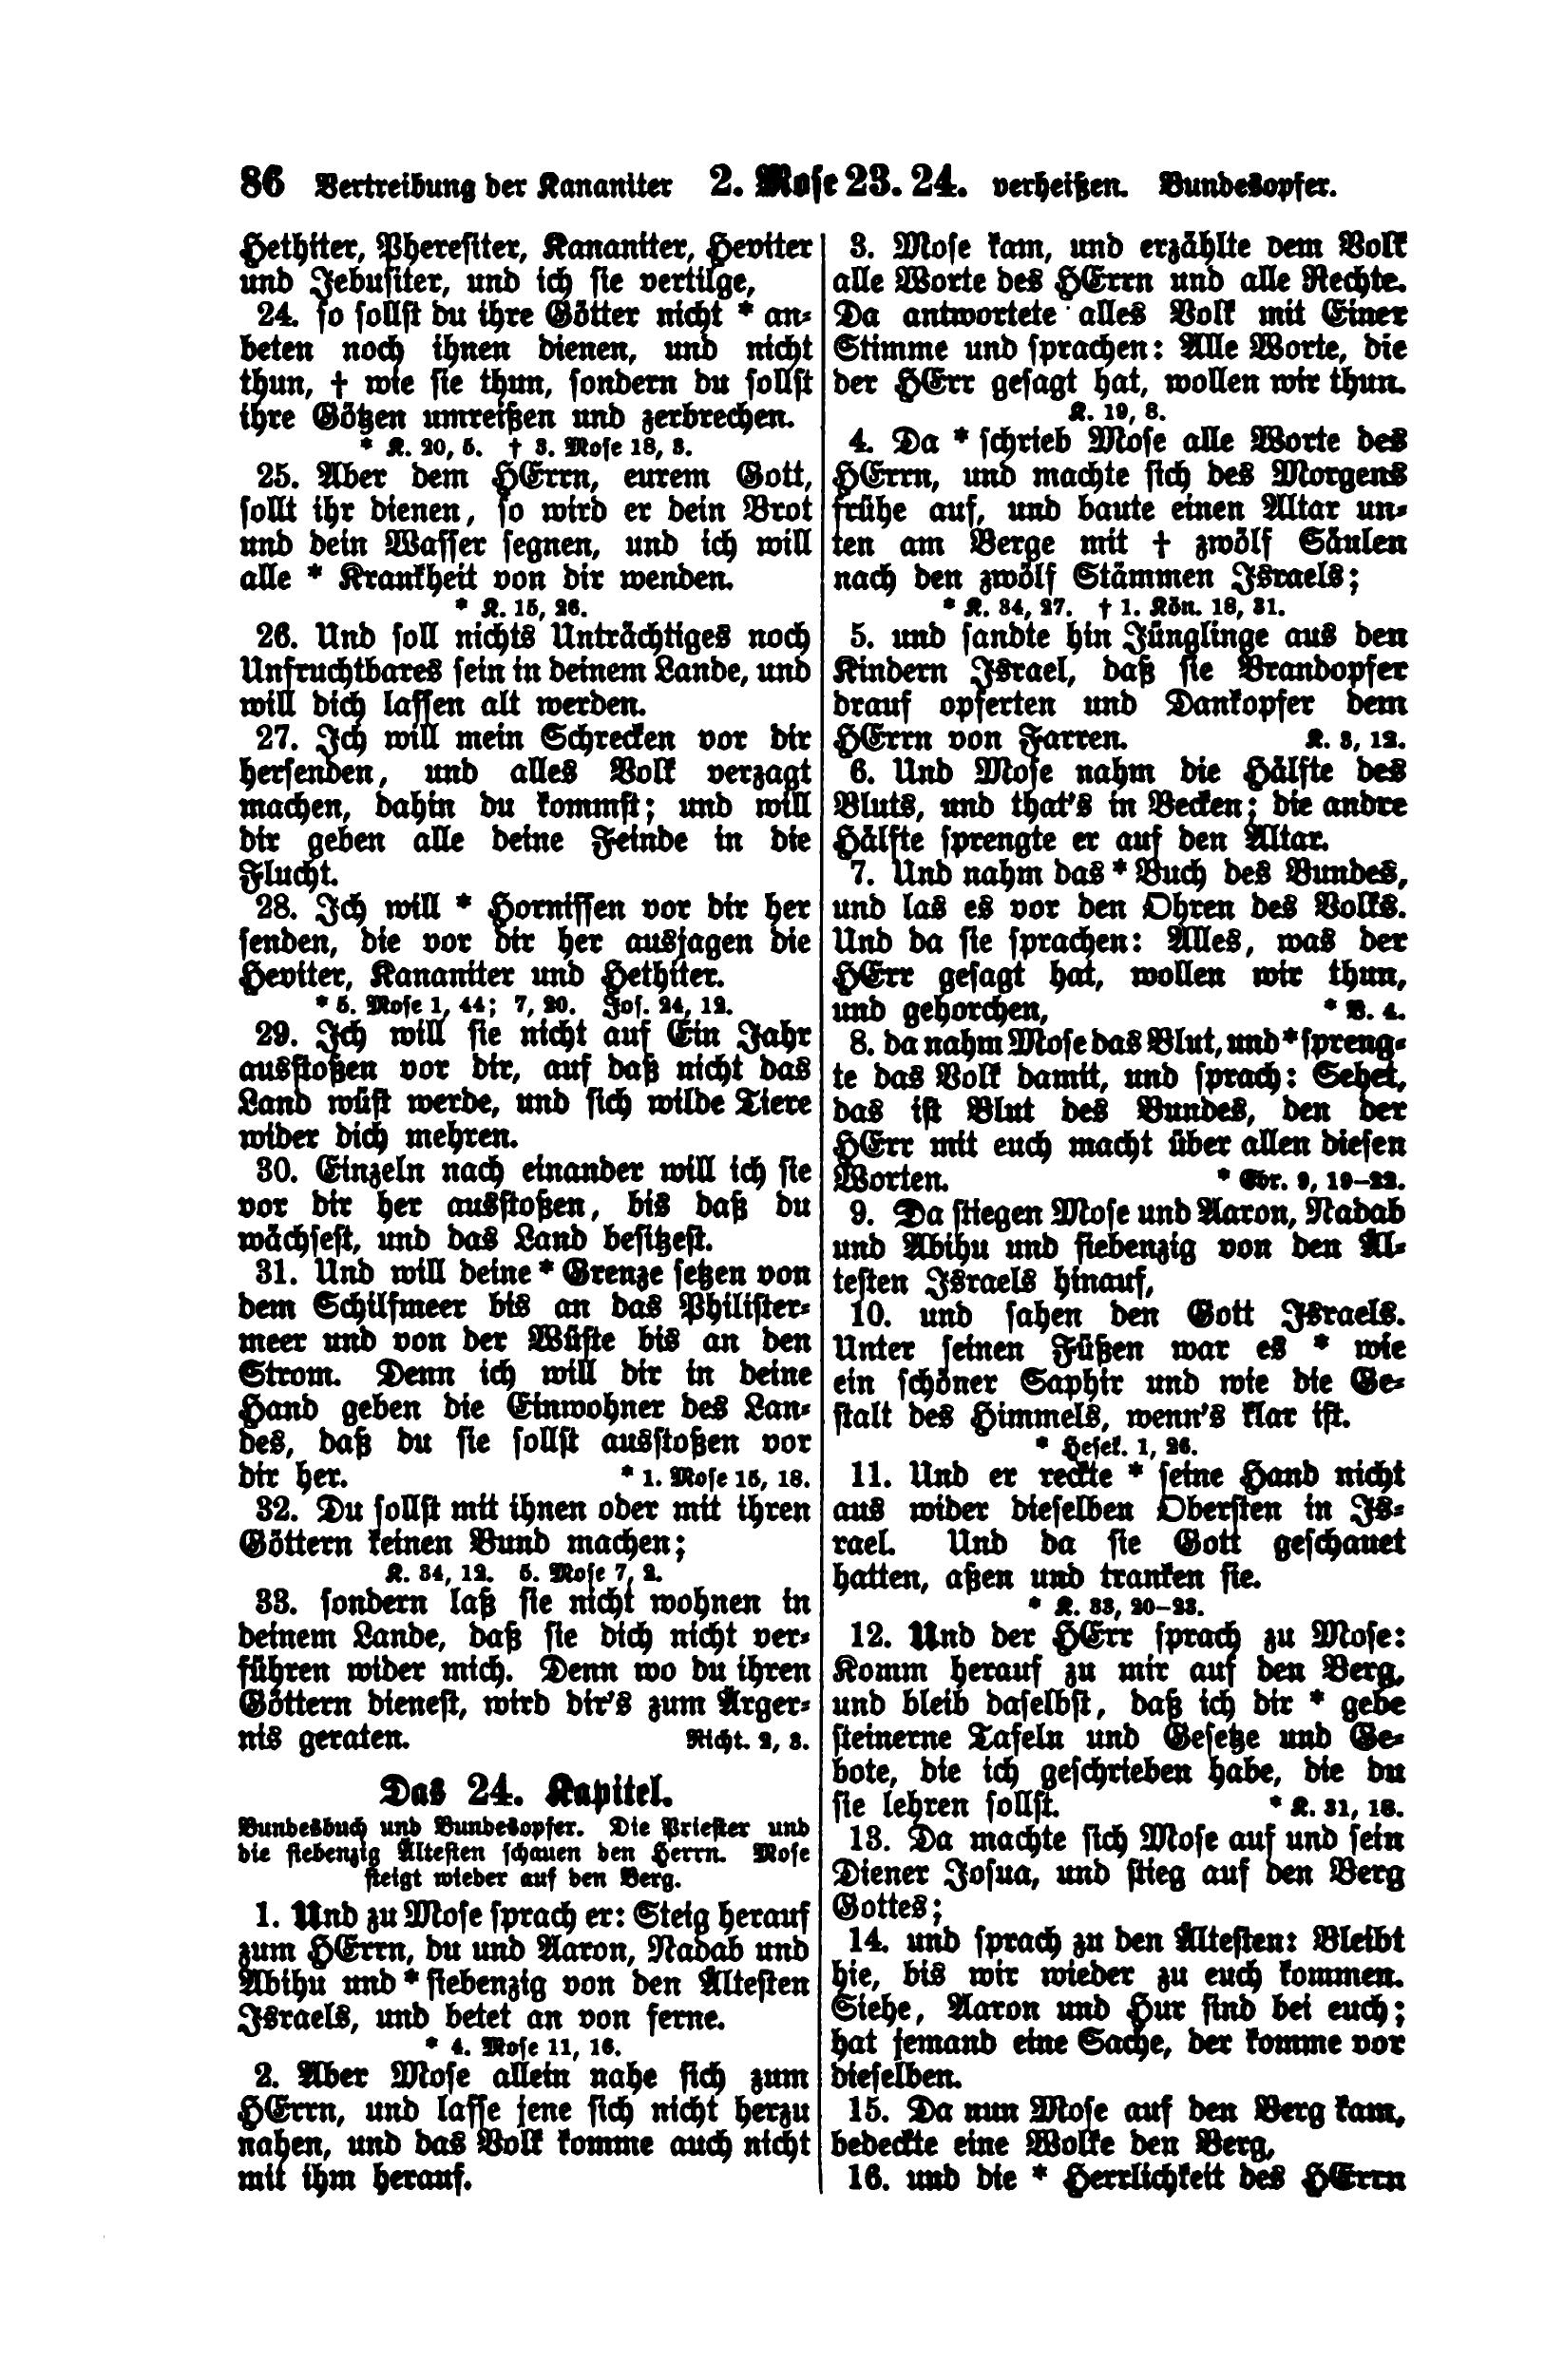 86 Vertreibung der Kananiter 2. Mose 23. 24. verheißen. Bundesopfer.
Hethiter, Pheresiter, Kananiter, Heviter
und Jebusiter, und ich sie vertilge,
24. so sollst du ihre Götter nicht * an-
beten noch ihnen dienen, und nicht
thun, † wie sie thun, sondern du sollst
ihre Götzen umreißen und zerbrechen.
* K. 20, 5. † 3. Mose 18, 3.
25. Aber dem HErrn, eurem Gott,
sollt ihr dienen, so wird er dein Brot
und dein Wasser segnen, und ich will
alle * Krankheit von dir wenden.
* K. 15, 26.
26. Und soll nichts Unträchtiges noch
Unfruchtbares sein in deinem Lande, und
will dich lassen alt werden.
27. Ich will mein Schrecken vor dir
hersenden, und alles Volk verzagt
machen, dahin du kommst; und will
dir geben alle deine Feinde in die
Flucht.
28. Ich will * Hornissen vor dir her
senden, die vor dir her ausjagen die
Heviter, Kananiter und Hethiter.
* 5. Mose 1, 44; 7, 20. Jos. 24, 12.
29. Ich will sie nicht auf Ein Jahr
ausstoßen vor dir, auf daß nicht das
Land wüst werde, und sich wilde Tiere
wider dich mehren.
30. Einzeln nach einander will ich sie
vor dir her ausstoßen, bis daß du
wächsest, und das Land besitzest.
31. Und will deine * Grenze setzen von
dem Schilfmeer bis an das Philister-
meer und von der Wüste bis an den
Strom. Denn ich will dir in deine
Hand geben die Einwohner des Lan-
des, daß du sie sollst ausstoßen vor
dir her. * 1. Mose 15, 18.
32. Du sollst mit ihnen oder mit ihren
Göttern keinen Bund machen;
K. 34, 12. 5. Mose 7, 2.
33. sondern laß sie nicht wohnen in
deinem Lande, daß sie dich nicht ver-
führen wider mich. Denn wo du ihren
Göttern dienest, wird dir's zum Ärger-
nis geraten. Richt. 2, 3.
Das 24. Kapitel.
Bundesbuch und Bundesopfer. Die Priester und
die siebenzig Ältesten schauen den Herrn. Mose
steigt wieder auf den Berg.
1. Und zu Mose sprach er: Steig herauf
zum HErrn, du und Aaron, Nadab und
Abihu und * siebenzig von den Ältesten
Israels, und betet an von ferne.
* 4. Mose 11, 16.
2. Aber Mose allein nahe sich zum
HErrn, und lasse jene sich nicht herzu
nahen, und das Volk komme auch nicht
mit ihm herauf.
3. Mose kam, und erzählte dem Volk
alle Worte des HErrn und alle Rechte.
Da antwortete alles Volk mit Einer
Stimme und sprachen: Alle Worte, die
der HErr gesagt hat, wollen wir thun.
K. 19, 8.
4. Da * schrieb Mose alle Worte des
HErrn, und machte sich des Morgens
frühe auf, und baute einen Altar un-
ten am Berge mit † zwölf Säulen
nach den zwölf Stämmen Israels;
* K. 34, 27. † 1. Kön. 18, 31.
5. und sandte hin Jünglinge aus den
Kindern Israel, daß sie Brandopfer
drauf opferten und Dankopfer dem
HErrn von Farren. K. 3, 12.
6. Und Mose nahm die Hälfte des
Bluts, und that's in Becken; die andre
Hälfte sprengte er auf den Altar.
7. Und nahm das * Buch des Bundes,
und las es vor den Ohren des Volks.
Und da sie sprachen: Alles, was der
HErr gesagt hat, wollen wir thun,
und gehorchen, * V. 4.
8. da nahm Mose das Blut, und * spreng-
te das Volk damit, und sprach: Sehet,
das ist Blut des Bundes, den der
HErr mit euch macht über allen diesen
Worten. * Ebr. 9, 19–22.
9. Da stiegen Mose und Aaron, Nadab
und Abihu und siebenzig von den Äl-
testen Israels hinauf,
10. und sahen den Gott Israels.
Unter seinen Füßen war es * wie
ein schöner Saphir und wie die Ge-
stalt des Himmels, wenn's klar ist.
* Hesek. 1, 26.
11. Und er reckte * seine Hand nicht
aus wider dieselben Obersten in Is-
rael. Und da sie Gott geschauet
hatten, aßen und tranken sie.
* K. 33, 20–23.
12. Und der HErr sprach zu Mose:
Komm herauf zu mir auf den Berg,
und bleib daselbst, daß ich dir * gebe
steinerne Tafeln und Gesetze und Ge-
bote, die ich geschrieben habe, die du
sie lehren sollst. * K. 31, 18.
13. Da machte sich Mose auf und sein
Diener Josua, und stieg auf den Berg
Gottes;
14. und sprach zu den Ältesten: Bleibt
hie, bis wir wieder zu euch kommen.
Siehe, Aaron und Hur sind bei euch;
hat jemand eine Sache, der komme vor
dieselben.
15. Da nun Mose auf den Berg kam,
bedeckte eine Wolke den Berg,
16. und die * Herrlichkeit des HErrn